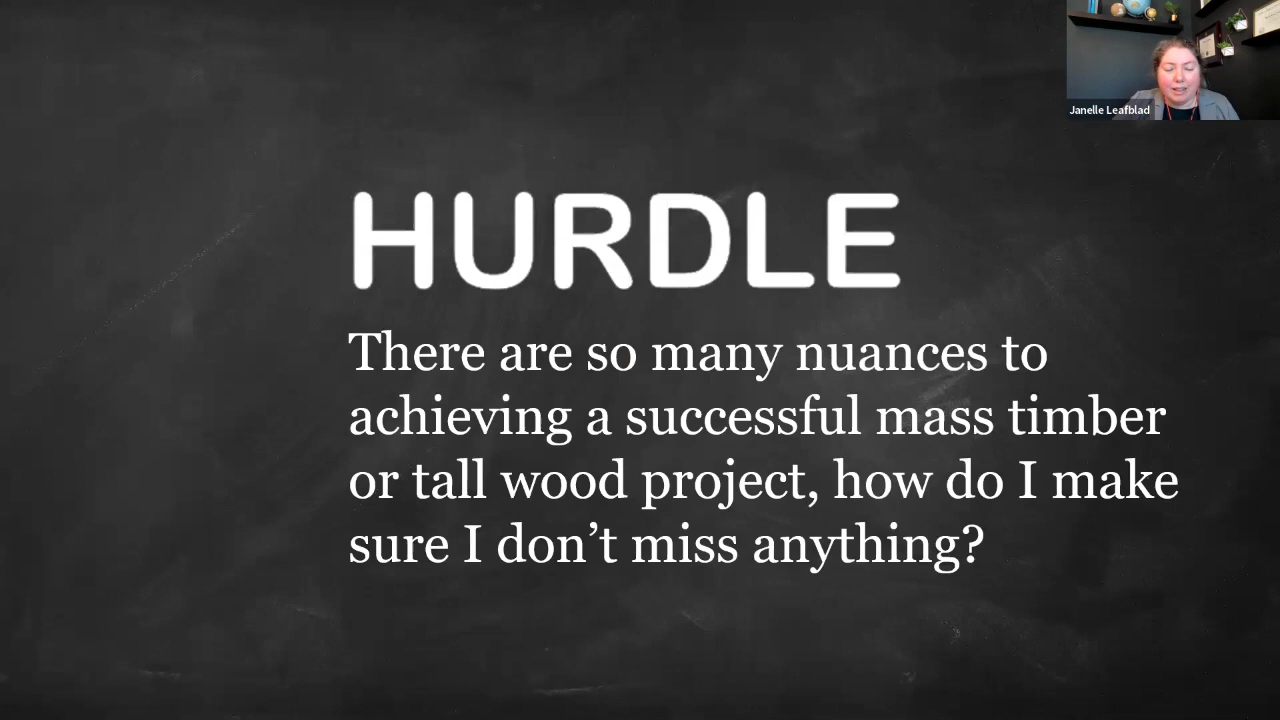 Janelle Leafblad
HURDLE
There are so many nuances to
achieving a successful mass timber
or tall wood project, how do I make
sure I don’t miss anything?